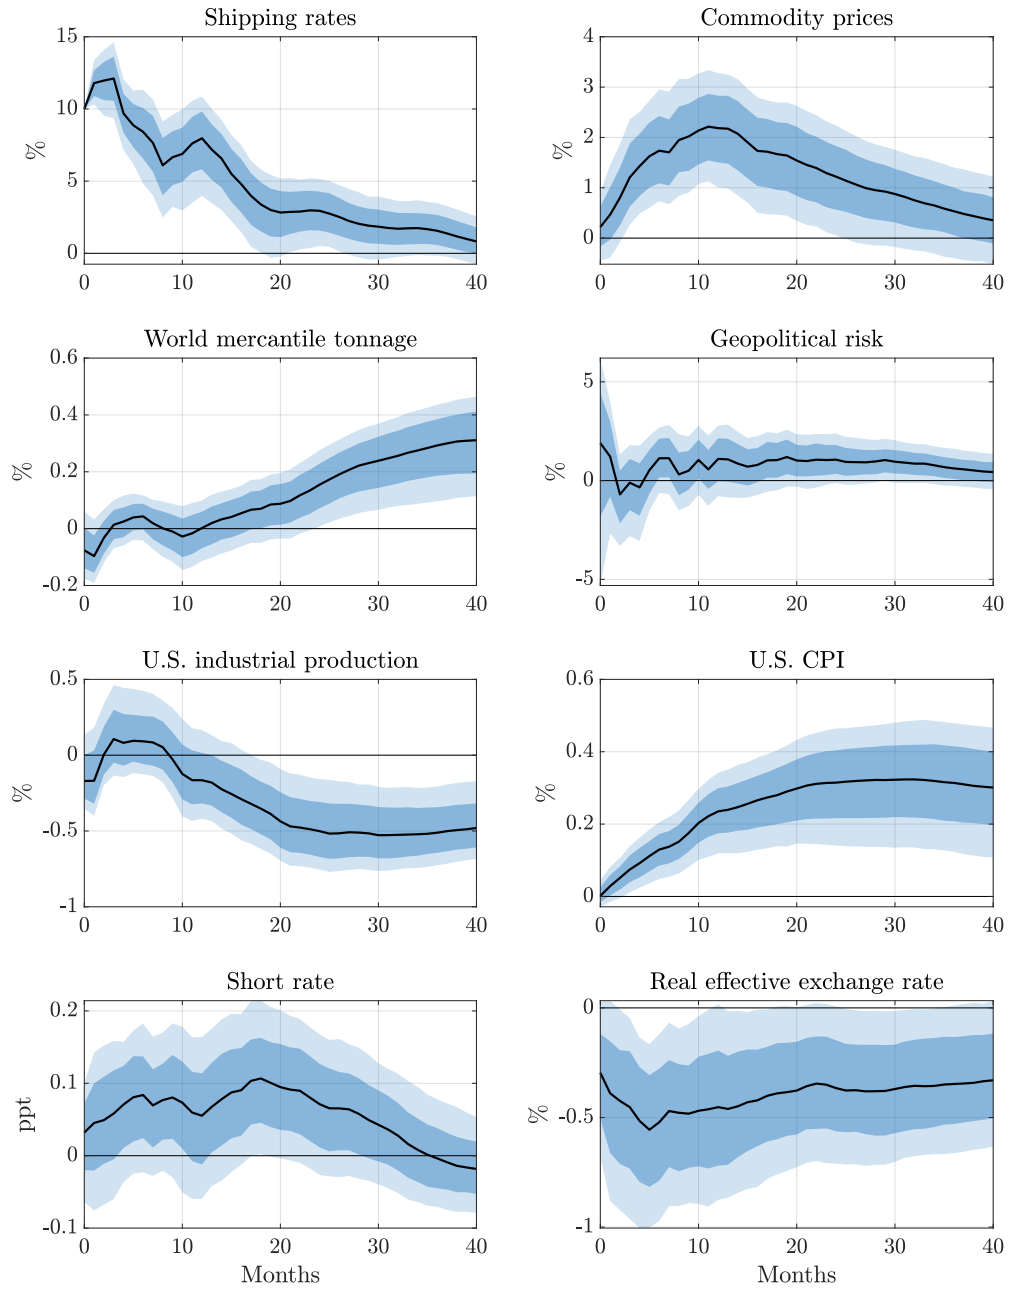 Shipping rates
15
10
5
0
%
0 10 20 30 40
Commodity prices
4
3
2
1
0
%
0 10 20 30 40
World mercantile tonnage
0.6
0.4
0.2
0
-0.2
%
0 10 20 30 40
Geopolitical risk
5
0
-5
%
0 10 20 30 40
U.S. industrial production
0.5
0
-0.5
-1
%
0 10 20 30 40
U.S. CPI
0.6
0.4
0.2
0
%
0 10 20 30 40
Short rate
0.2
0.1
0
-0.1
ppt
0 10 20 30 40
Months
Real effective exchange rate
0
-0.5
-1
%
0 10 20 30 40
Months